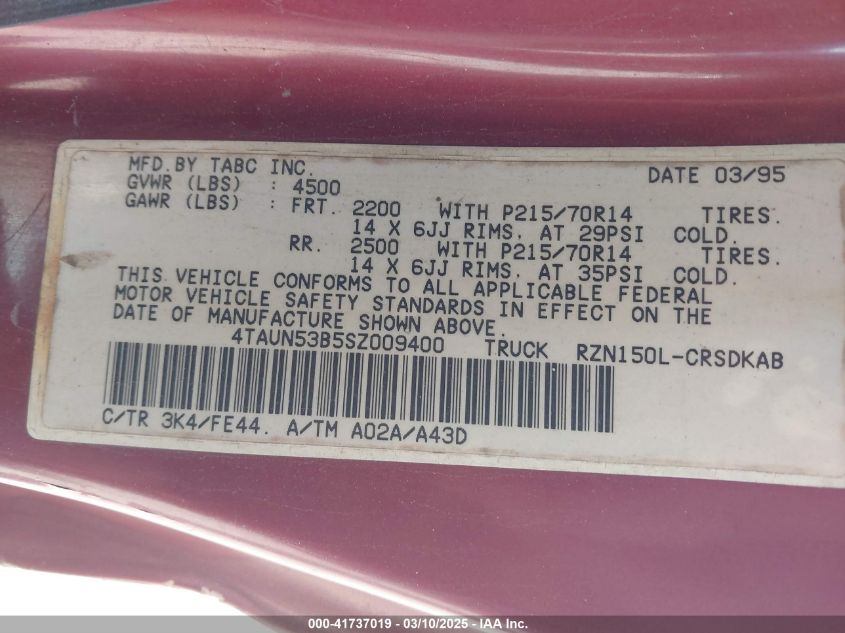 MFD.BY TABC INC. DATE 03/95
GVWR (LBS) : 4500
GAWR (LBS) : FRT. 2200 WITH P215/70R14 TIRES.
14 X 6JJ RIMS. AT 29PSI COLD.
RR. 2500 WITH P215/70R14 TIRES.
14 X 6JJ RIMS. AT 35PSI COLD.
THIS VEHICLE CONFORMS TO ALL APPLICABLE FEDERAL
MOTOR VEHICLE SAFETY STANDARDS IN EFFECT ON THE
DATE OF MANUFACTURE SHOWN ABOVE.
4TAUN53B5SZ009400 TRUCK RZN150L-CRSDKAB
C/TR 3K4/FE44. A/TM A02A/A43D
000-41737019 - 03/10/2025 - IAA Inc.